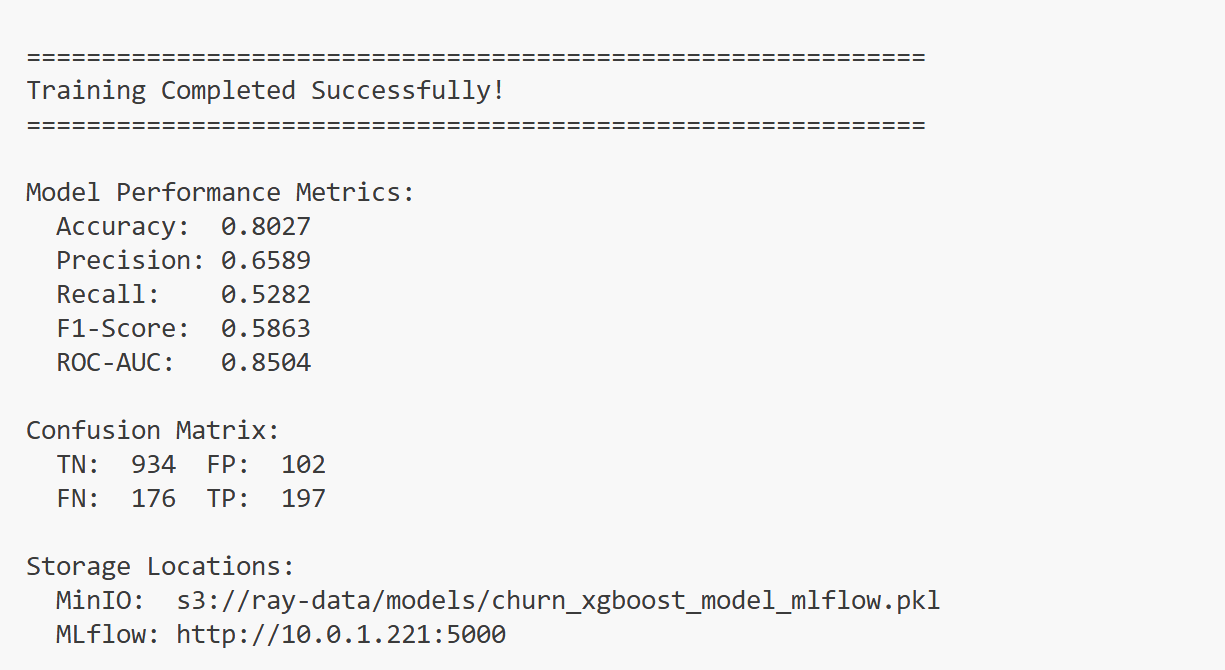 ============================================================
Training Completed Successfully!
============================================================
Model Performance Metrics:
  Accuracy:  0.8027
  Precision: 0.6589
  Recall:    0.5282
  F1-Score:  0.5863
  ROC-AUC:   0.8504
Confusion Matrix:
  TN:  934  FP:  102
  FN:  176  TP:  197
Storage Locations:
  MinIO:  s3://ray-data/models/churn_xgboost_model_mlflow.pkl
  MLflow: http://10.0.1.221:5000